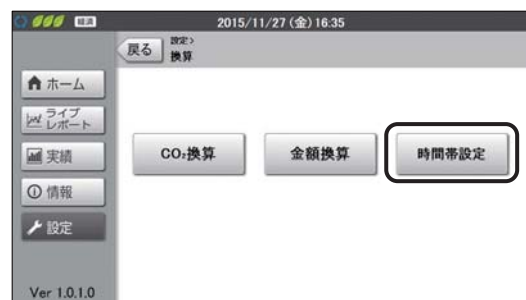 経済
2015/11/27(金)16:35
戻る
設定>
換算
ホーム
ライブ
レポート
実績
情報
設定
CO₂換算
金額換算
時間帯設定
Ver 1.0.1.0